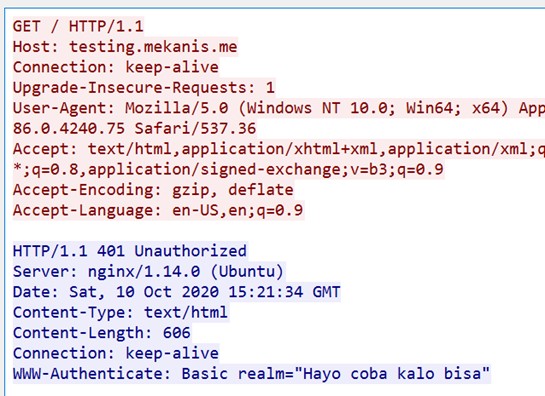 GET / HTTP/1.1
Host: testing.mekanis.me
Connection: keep-alive
Upgrade-Insecure-Requests: 1
User-Agent: Mozilla/5.0 (Windows NT 10.0; Win64; x64) App
86.0.4240.75 Safari/537.36
Accept: text/html,application/xhtml+xml,application/xml;q
*;q=0.8,application/signed-exchange;v=b3;q=0.9
Accept-Encoding: gzip, deflate
Accept-Language: en-US,en;q=0.9
HTTP/1.1 401 Unauthorized
Server: nginx/1.14.0 (Ubuntu)
Date: Sat, 10 Oct 2020 15:21:34 GMT
Content-Type: text/html
Content-Length: 606
Connection: keep-alive
WWW-Authenticate: Basic realm="Hayo coba kalo bisa"